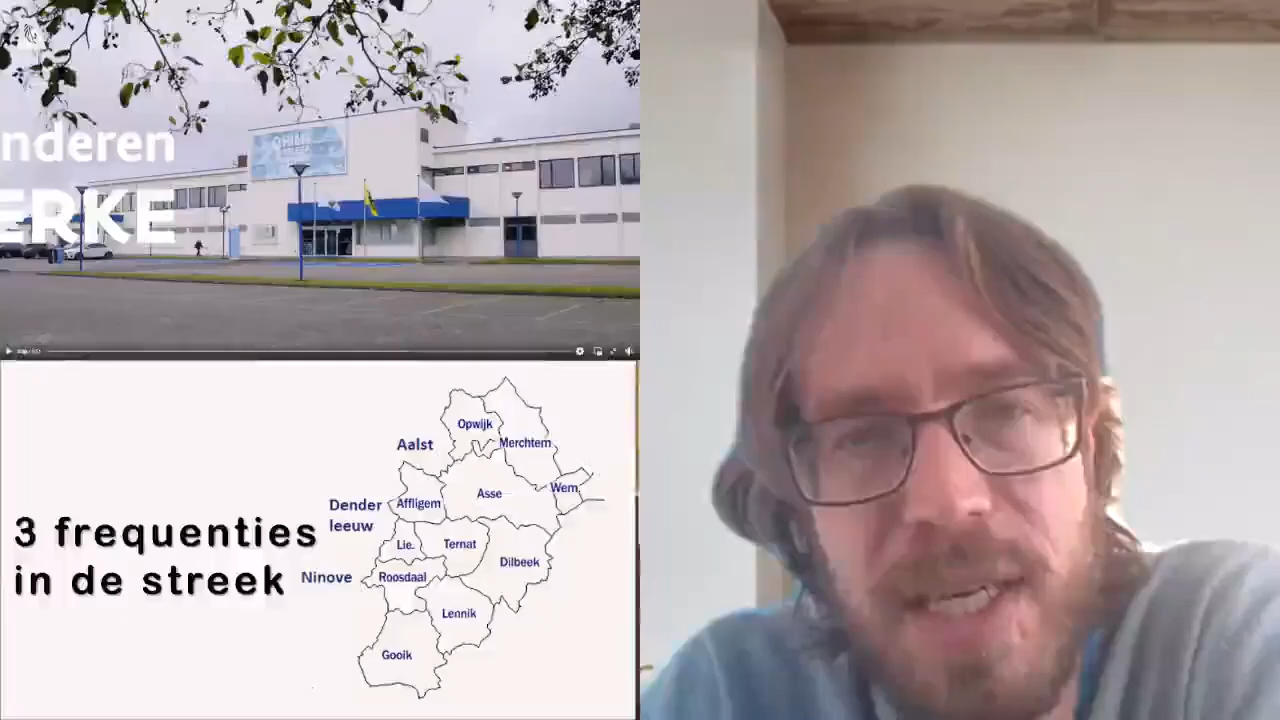 nderen
ERKE
Opwijk
Aalst
Merchtem
Asse
Wem
Dender
leeuw
Affligem
3 frequenties
in de streek
Lie.
Ternat
Dilbeek
Ninove
Roosdaal
Lennik
Gooik